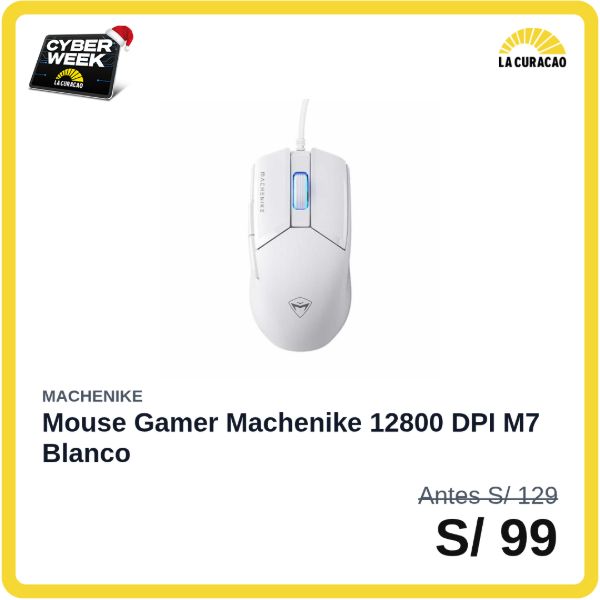 CYBER
WEEK
LA CURACAO
LA CURACAO
MACHENIKE
MACHENIKE
Mouse Gamer Machenike 12800 DPI M7
Blanco
Antes S/ 129
S/ 99